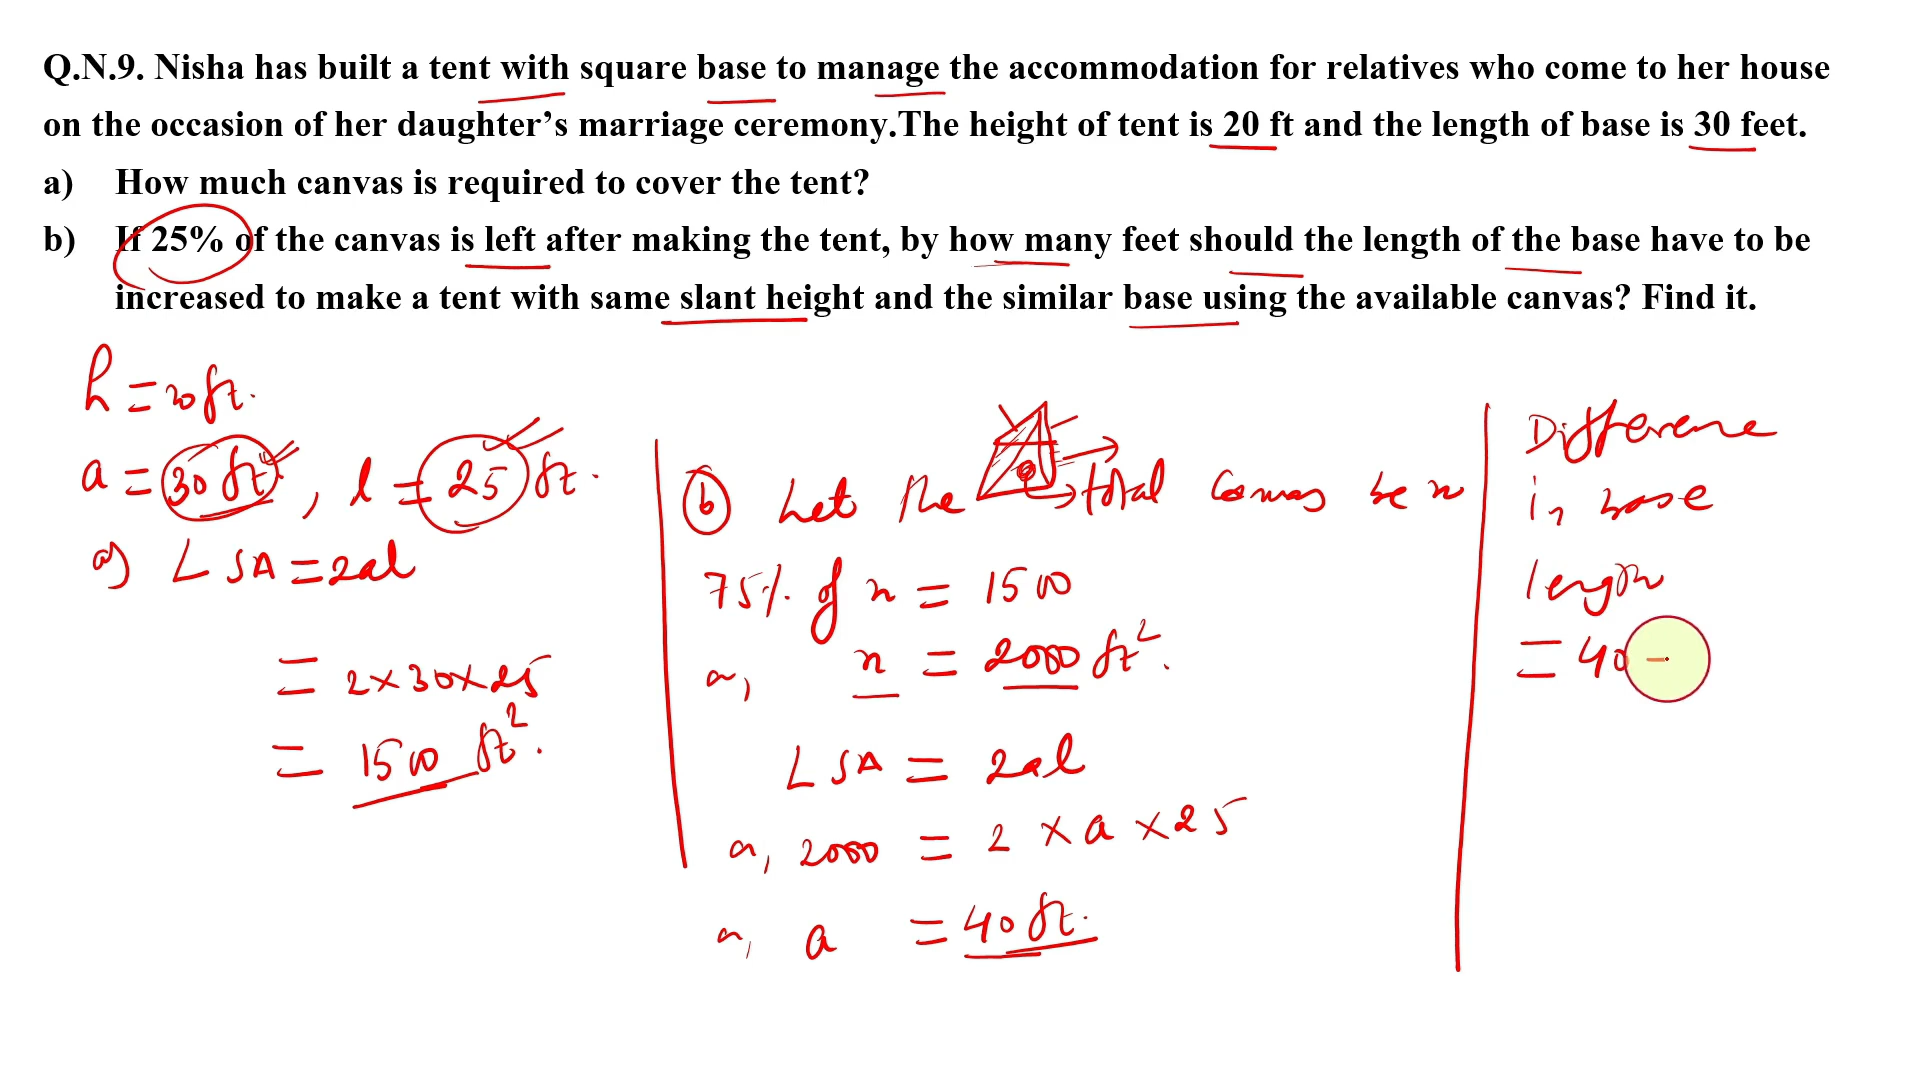 Q.N.9. Nisha has built a tent with square base to manage the accommodation for relatives who come to her house
on the occasion of her daughter’s marriage ceremony.The height of tent is 20 ft and the length of base is 30 feet.
a) How much canvas is required to cover the tent?
b) If 25% of the canvas is left after making the tent, by how many feet should the length of the base have to be
increased to make a tent with same slant height and the similar base using the available canvas? Find it.
h = 20 ft.
a = 30 ft, l = 25 ft.
a) LSA = 2al
= 2×30×25
= 1500 ft².
b Let the total canvas be x
75% of x = 1500
or, x = 2000 ft².
LSA = 2al
or, 2000 = 2 × a × 25
or, a = 40 ft.
Difference
in base
length
= 40 -